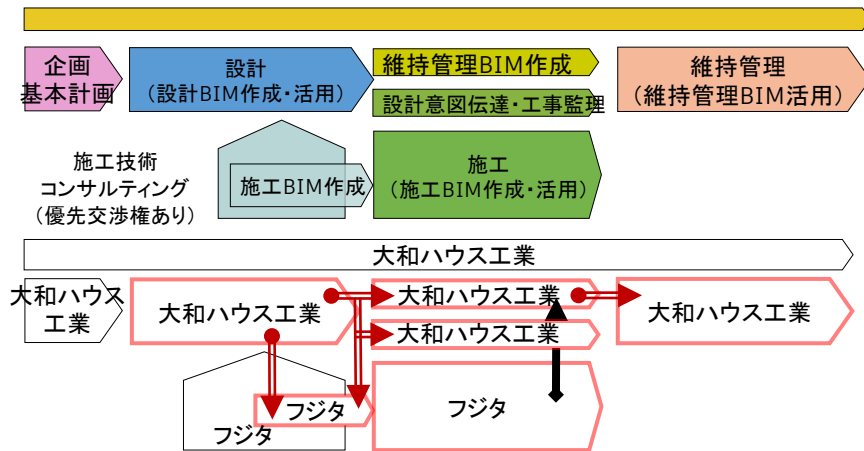 企画
基本計画
設計
(設計BIM作成・活用)
維持管理BIM作成
設計意図伝達・工事監理
維持管理
(維持管理BIM活用)
施工技術
コンサルティング
(優先交渉権あり)
施工BIM作成
施工
(施工BIM作成・活用)
大和ハウス工業
大和ハウス
工業
大和ハウス工業
大和ハウス工業
大和ハウス工業
大和ハウス工業
フジタ
フジタ
フジタ